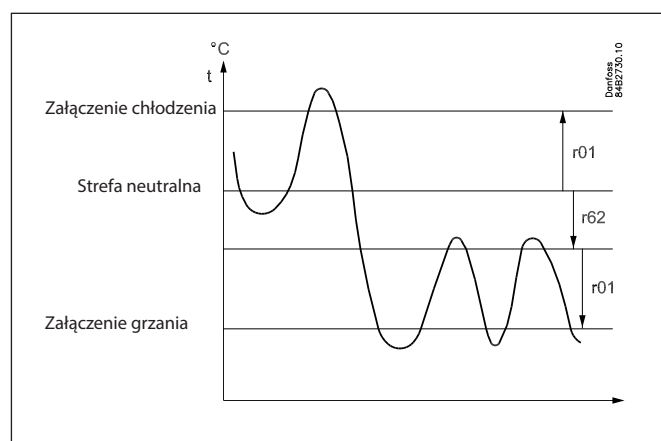 °C
t
Danfoss
84B2730.10
Załączenie chłodzenia
r01
Strefa neutralna
r62
r01
Załączenie grzania